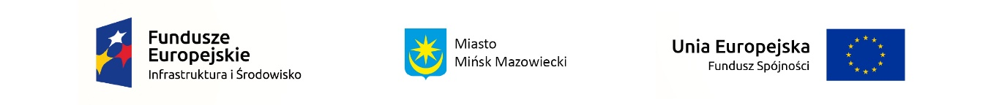 Fundusze
Europejskie
Infrastruktura i Środowisko
Miasto
Mińsk Mazowiecki
Unia Europejska
Fundusz Spójności